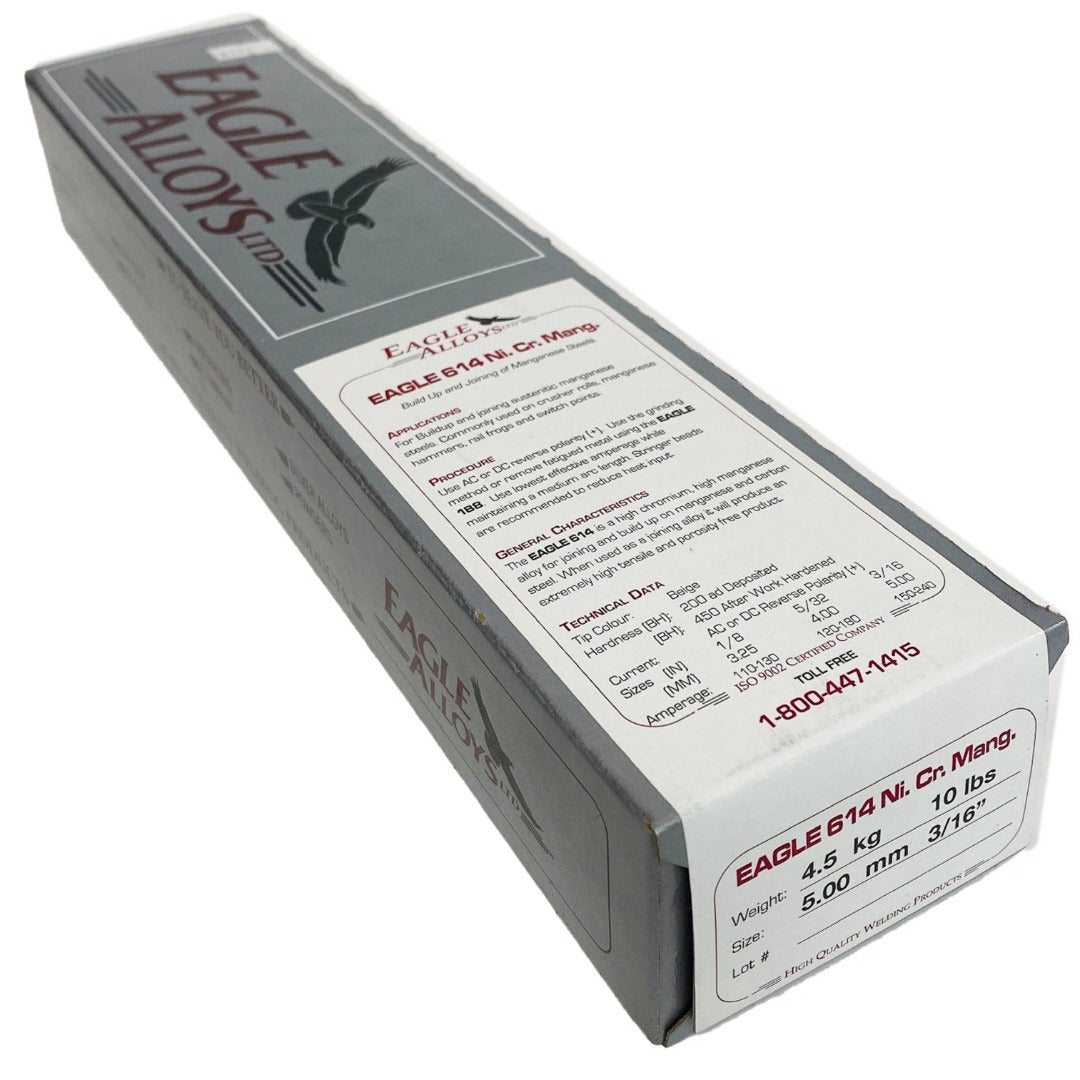 EAGLE
ALLOYS LTD
EAGLE
ALLOYS LTD
EAGLE 614 Ni. Cr. Mang.
Build Up and Joining of Manganese Steels
APPLICATIONS
For Buildup and joining austenitic manganese
steels. Commonly used on crusher rolls, manganese
hammers, rail frogs and switch points.
PROCEDURE
Use AC or DC reverse polarisy (+). Use the grinding
method or remove fatigued metal using the EAGLE
188. Use lowest effective amperage while
maintaining a medium arc length. Stringer beads
are recommended to reduce heat input.
GENERAL CHARACTERISTICS
The EAGLE 614 is a high chromium, high manganese
alloy for joining and build up on manganese and carbon
steel. When used as a joining alloy it will produce an
extremely high tensile and porosity free product.
TECHNICAL DATA
Tip Colour: Beige
Hardness (BH): 200 ad Deposited
(BH): 450 After Work Hardened
Current: AC or DC Reverse Polarity (+)
Sizes (IN) 1/8 5/32 3/16
(MM) 3.25 4.00 5.00
Amperage: 110-130 120-180 150-240
ISO 9002 CERTIFIED COMPANY
TOLL FREE
1-800-447-1415
EAGLE 614 Ni. Cr. Mang.
Weight: 4.5 kg 10 lbs
Size: 5.00 mm 3/16"
Lot #
HIGH QUALITY WELDING PRODUCTS
EAGLE
ALLOYS LTD